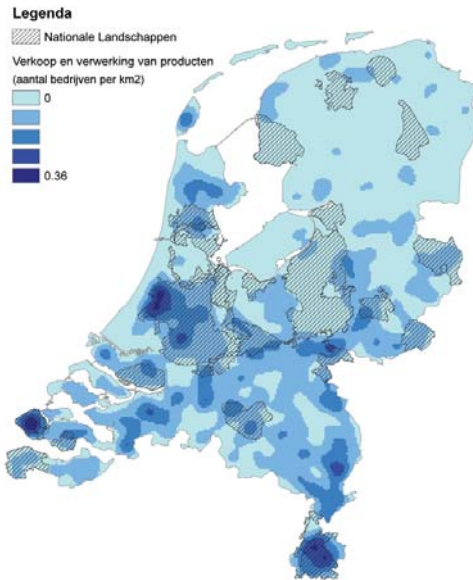 Legenda
Nationale Landschappen
Verkoop en verwerking van producten
(aantal bedrijven per km2)
0
0.36